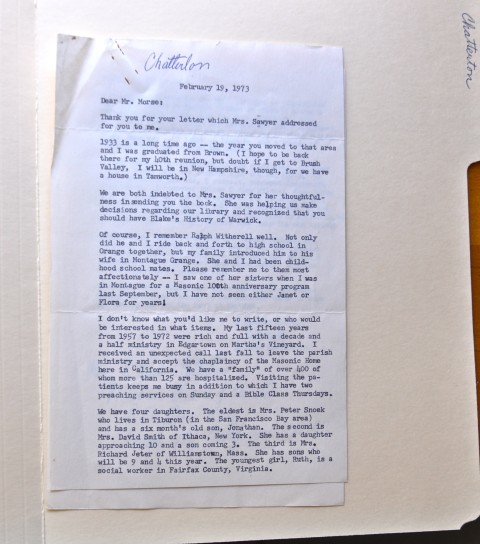 Chatterton
Chatterton
February 19, 1973
Dear Mr. Morse:
Thank you for your letter which Mrs. Sawyer addressed
for you to me.
1933 is a long time ago -- the year you moved to that area
and I was graduated from Brown. (I hope to be back
there for my 40th reunion, but doubt if I get to Brush
Valley, I will be in New Hampshire, though, for we have
a house in Tamworth.)
We are both indebted to Mrs. Sawyer for her thoughtful-
ness in sending you the book. She was helping us make
decisions regarding our library and recognized that you
should have Blake's History of Warwick.
Of course, I remember Ralph Witherell well. Not only
did he and I ride back and forth to high school in
Orange together, but my family introduced him to his
wife in Montague Grange. She and I had been child-
hood school mates. Please remember me to them most
affectionately -- I saw one of her sisters when I was
in Montague for a Masonic 100th anniversary program
last September, but I have not seen either Janet or
Flora for years!
I don't know what you'd like me to write, or who would
be interested in what items. My last fifteen years
from 1957 to 1972 were rich and full with a decade and
a half ministry in Edgartown on Martha's Vineyard. I
received an unexpected call last fall to leave the parish
ministry and accept the chaplaincy of the Masonic Home
here in California. We have a "family" of over 400 of
whom more than 125 are hospitalized. Visiting the pa-
tients keeps me busy in addition to which I have two
preaching services on Sunday and a Bible Class Thursdays.
We have four daughters. The eldest is Mrs. Peter Snoek
who lives in Tiburon (in the San Francisco Bay area)
and has a six month's old son, Jonathan. The second is
Mrs. David Smith of Ithaca, New York. She has a daughter
approaching 10 and a son coming 3. The third is Mrs.
Richard Jeter of Williamstown, Mass. She has sons who
will be 9 and 4 this year. The youngest girl, Ruth, is a
social worker in Fairfax County, Virginia.